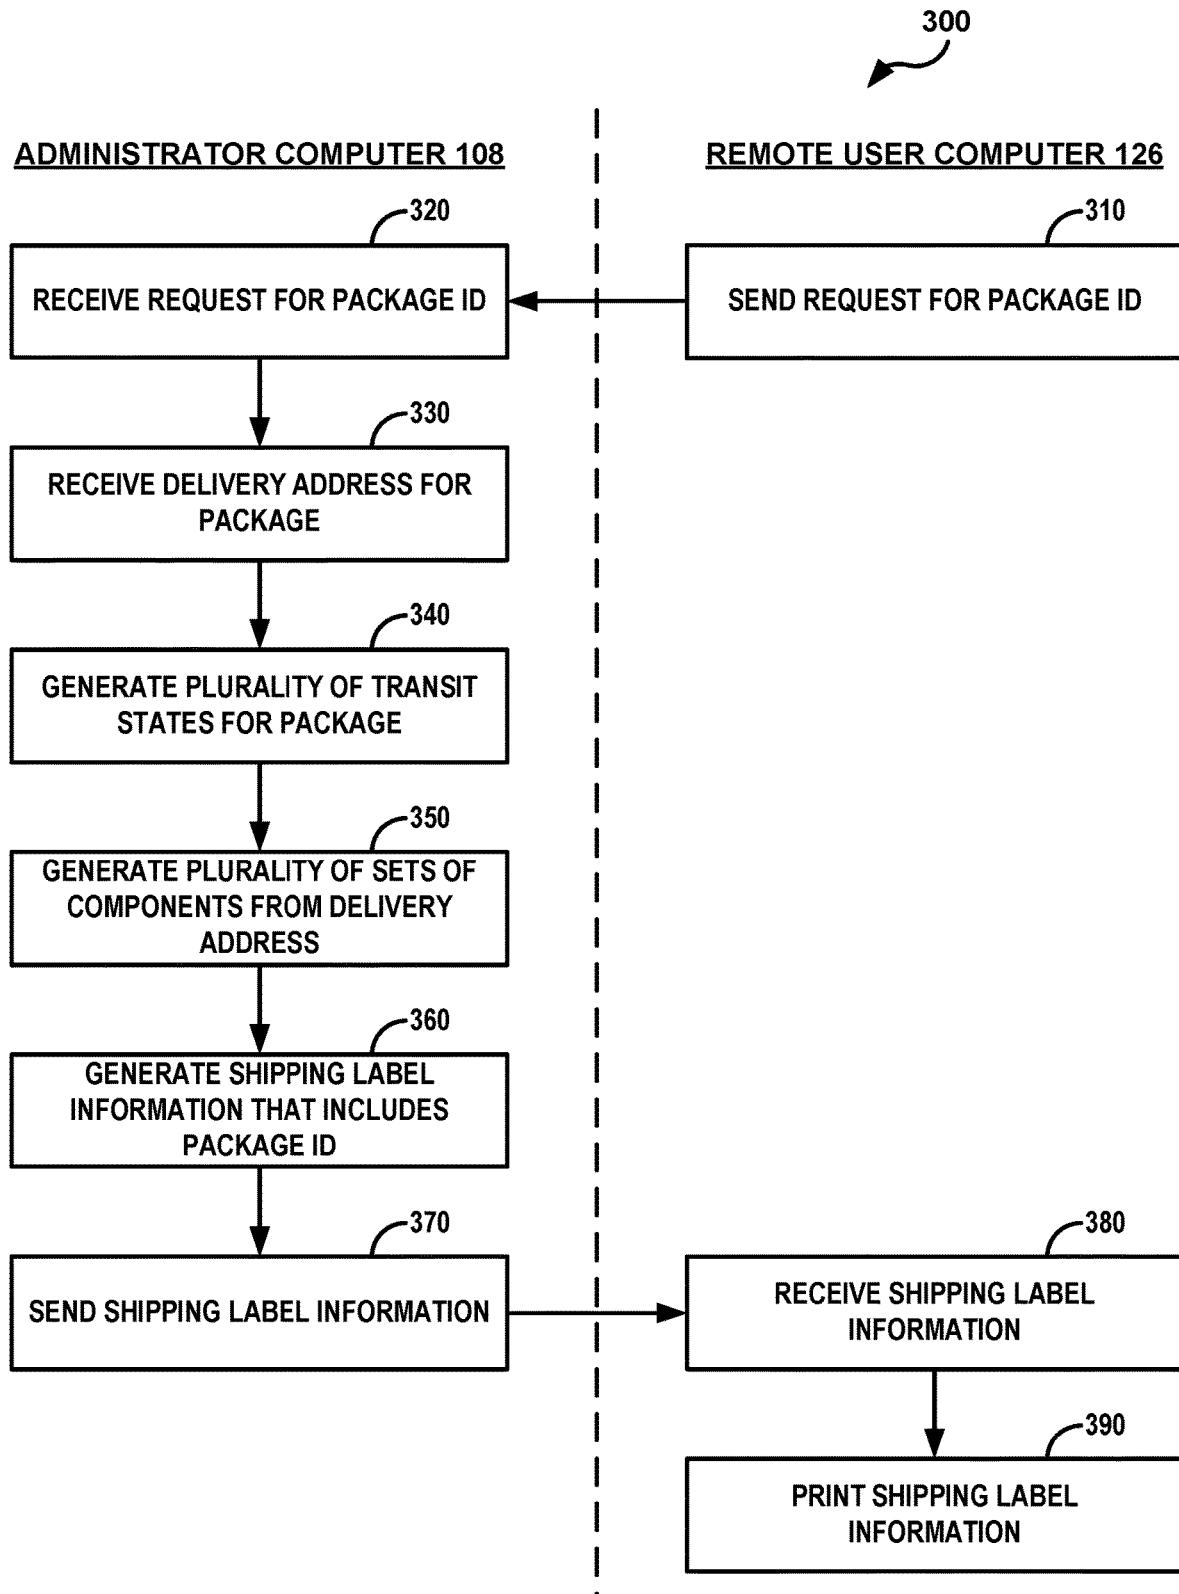 300
ADMINISTRATOR COMPUTER 108
REMOTE USER COMPUTER 126
320
310
RECEIVE REQUEST FOR PACKAGE ID
SEND REQUEST FOR PACKAGE ID
330
RECEIVE DELIVERY ADDRESS FOR
PACKAGE
340
GENERATE PLURALITY OF TRANSIT
STATES FOR PACKAGE
350
GENERATE PLURALITY OF SETS OF
COMPONENTS FROM DELIVERY
ADDRESS
360
GENERATE SHIPPING LABEL
INFORMATION THAT INCLUDES
PACKAGE ID
370
380
SEND SHIPPING LABEL INFORMATION
RECEIVE SHIPPING LABEL
INFORMATION
390
PRINT SHIPPING LABEL
INFORMATION